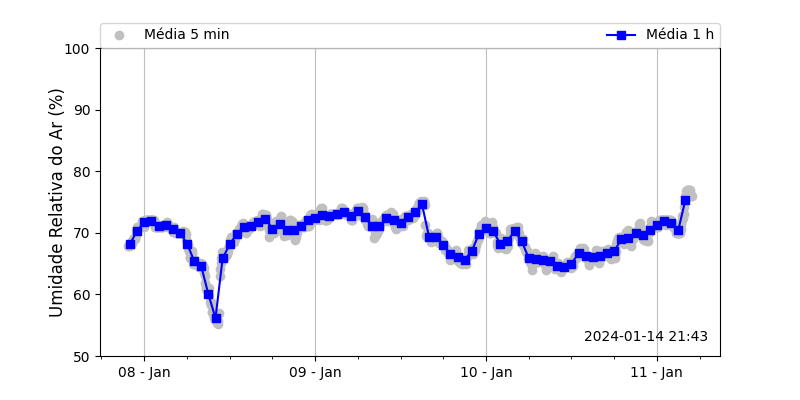 Média 5 min
Média 1 h
Umidade Relativa do Ar (%)
100
90
80
70
60
50
2024-01-14 21:43
08 - Jan
09 - Jan
10 - Jan
11 - Jan